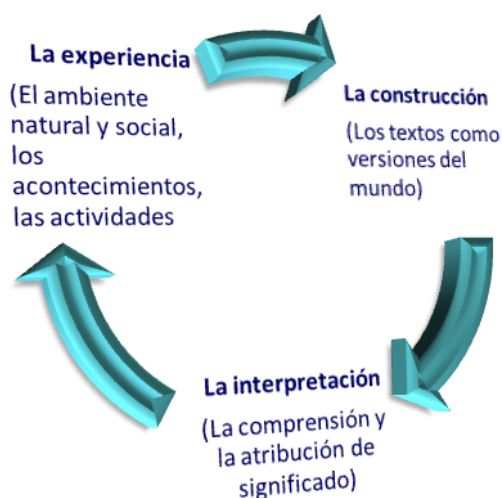 La experiencia
(El ambiente
natural y social,
los
acontecimientos,
las actividades
La construcción
(Los textos como
versiones del
mundo)
La interpretación
(La comprensión y
la atribución de
significado)